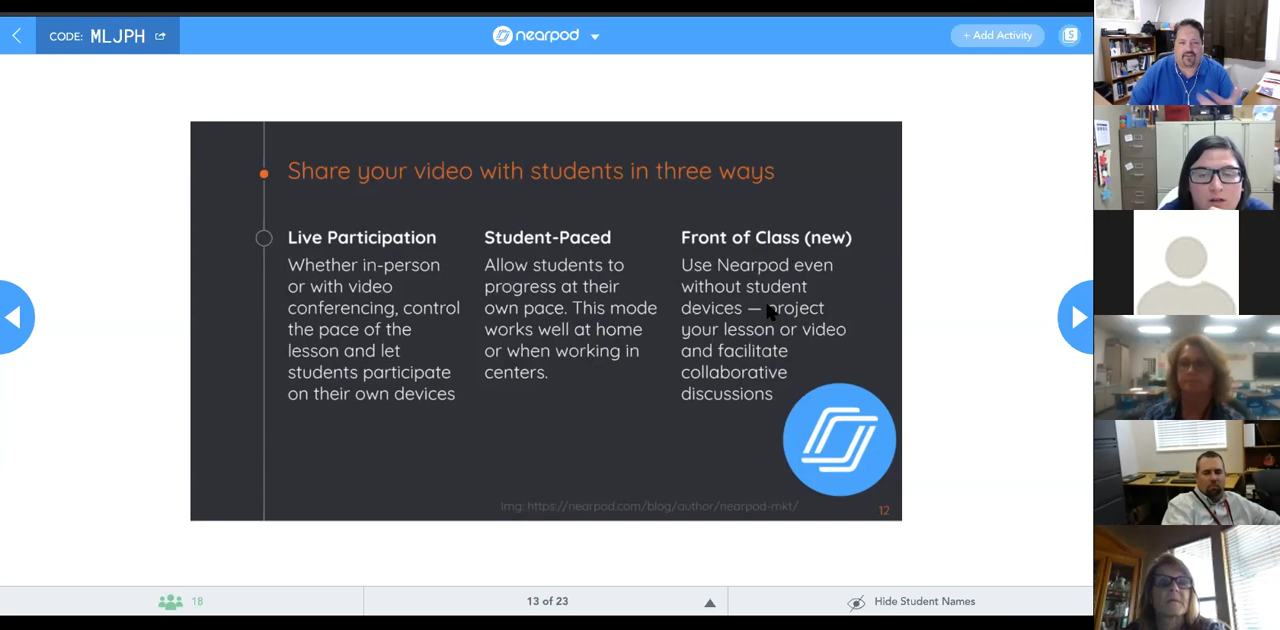 CODE: MLJPH
nearpod
+ Add Activity
S
Share your video with students in three ways
Live Participation
Whether in-person
or with video
conferencing, control
the pace of the
lesson and let
students participate
on their own devices
Student-Paced
Allow students to
progress at their
own pace. This mode
works well at home
or when working in
centers.
Front of Class (new)
Use Nearpod even
without student
devices — project
your lesson or video
and facilitate
collaborative
discussions
Img: https://nearpod.com/blog/author/nearpod-mkt/
12
18
13 of 23
Hide Student Names